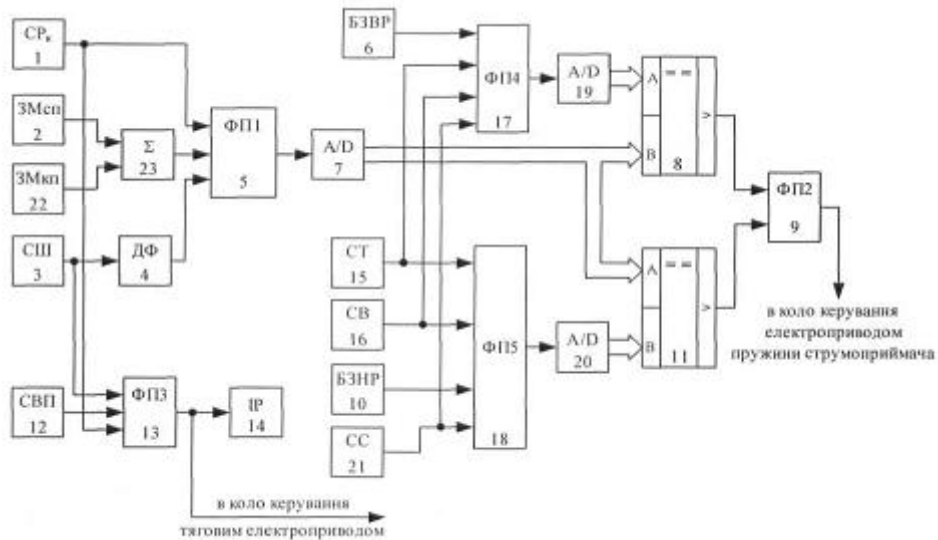 СРк
1
ЗМсп
2
ЗМкп
22
СШ
3
Σ
23
ДФ
4
ФП1
5
A/D
7
СВП
12
ФП3
13
ІР
14
в коло керування
тяговим електроприводом
БЗВР
6
ФП4
17
A/D
19
A
= =
>
B
8
СТ
15
СВ
16
БЗНР
10
СС
21
ФП5
18
A/D
20
A
= =
>
B
11
ФП2
9
в коло керування
електроприводом
пружини струмоприймача